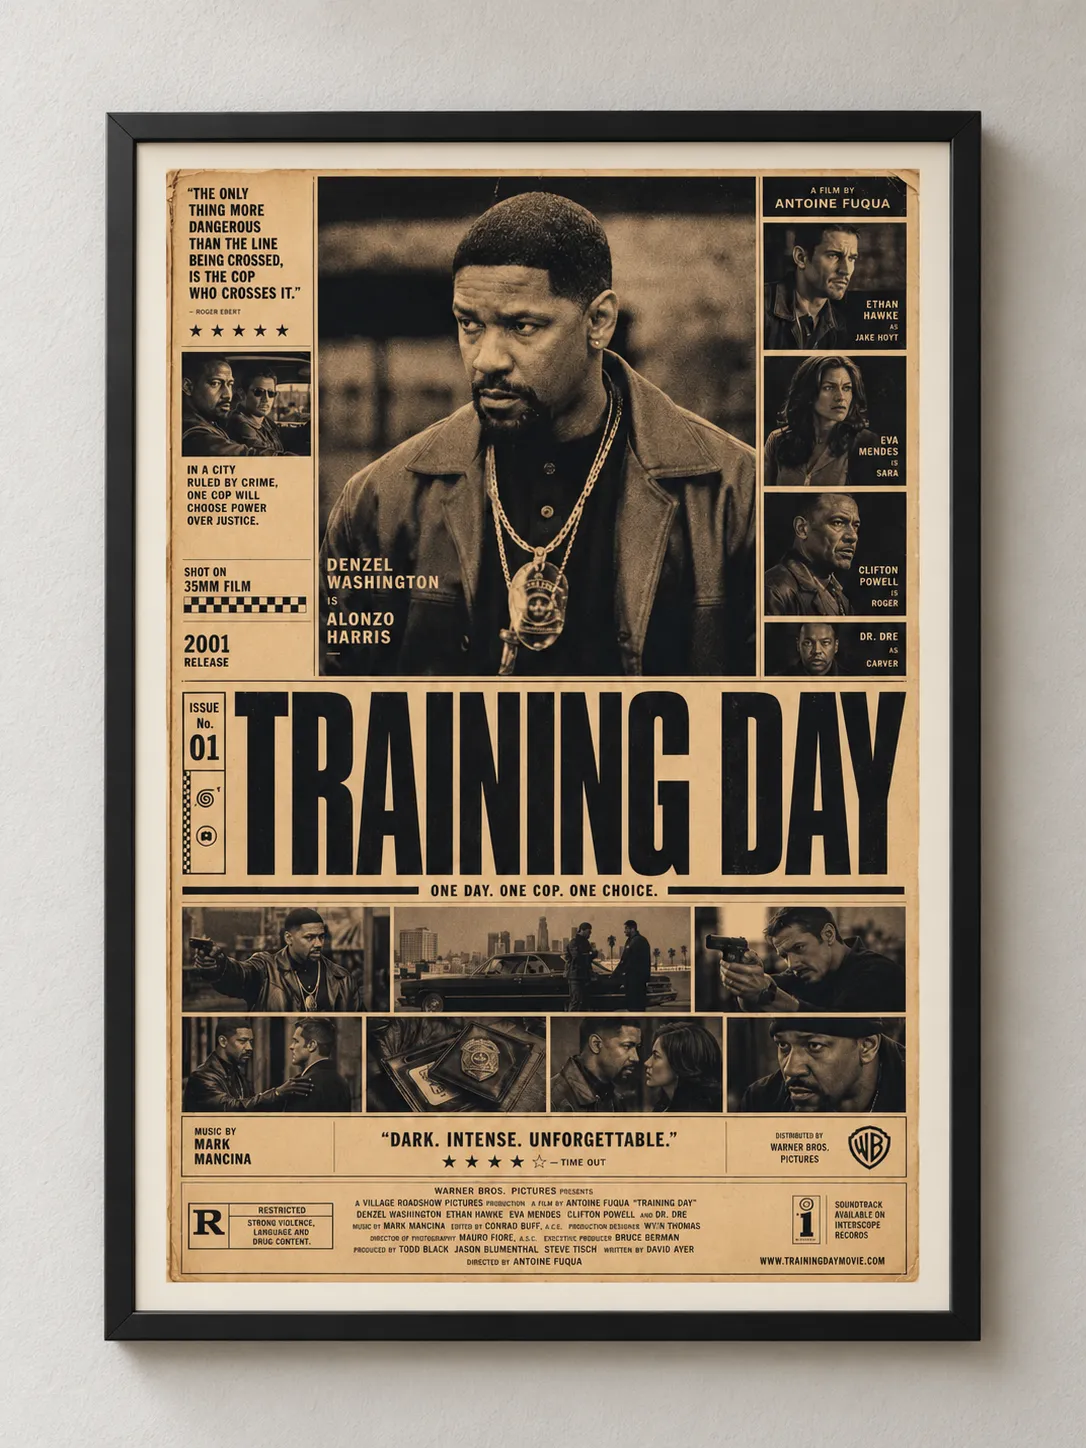 “THE ONLY
THING MORE
DANGEROUS
THAN THE LINE
BEING CROSSED,
IS THE COP
WHO CROSSES IT.”
– ROGER EBERT
IN A CITY
RULED BY CRIME,
ONE COP WILL
CHOOSE POWER
OVER JUSTICE.
SHOT ON
35MM FILM
2001
RELEASE
DENZEL
WASHINGTON
IS
ALONZO
HARRIS
A FILM BY
ANTOINE FUQUA
ETHAN
HAWKE
AS
JAKE HOYT
EVA
MENDES
IS
SARA
CLIFTON
POWELL
IS
ROGER
DR. DRE
AS
CARVER
ISSUE
No.
01
TRAINING DAY
ONE DAY. ONE COP. ONE CHOICE.
MUSIC BY
MARK
MANCINA
“DARK. INTENSE. UNFORGETTABLE.”
– TIME OUT
DISTRIBUTED BY
WARNER BROS.
PICTURES
WB
R
RESTRICTED
STRONG VIOLENCE,
LANGUAGE AND
DRUG CONTENT.
WARNER BROS. PICTURES PRESENTS
A VILLAGE ROADSHOW PICTURES PRODUCTION A FILM BY ANTOINE FUQUA “TRAINING DAY”
DENZEL WASHINGTON ETHAN HAWKE EVA MENDES CLIFTON POWELL AND DR. DRE
MUSIC BY MARK MANCINA EDITED BY CONRAD BUFF, A.C.E. PRODUCTION DESIGNER THOMAS
DIRECTOR OF PHOTOGRAPHY MAURO FIORE, A.S.C. EXECUTIVE PRODUCER BRUCE BERMAN
PRODUCED BY TODD BLACK JASON BLUMENTHAL STEVE TISCH WRITTEN BY DAVID AYER
DIRECTED BY ANTOINE FUQUA
i
SOUNDTRACK
AVAILABLE ON
INTERSCOPE
RECORDS
WWW.TRAININGDAYMOVIE.COM